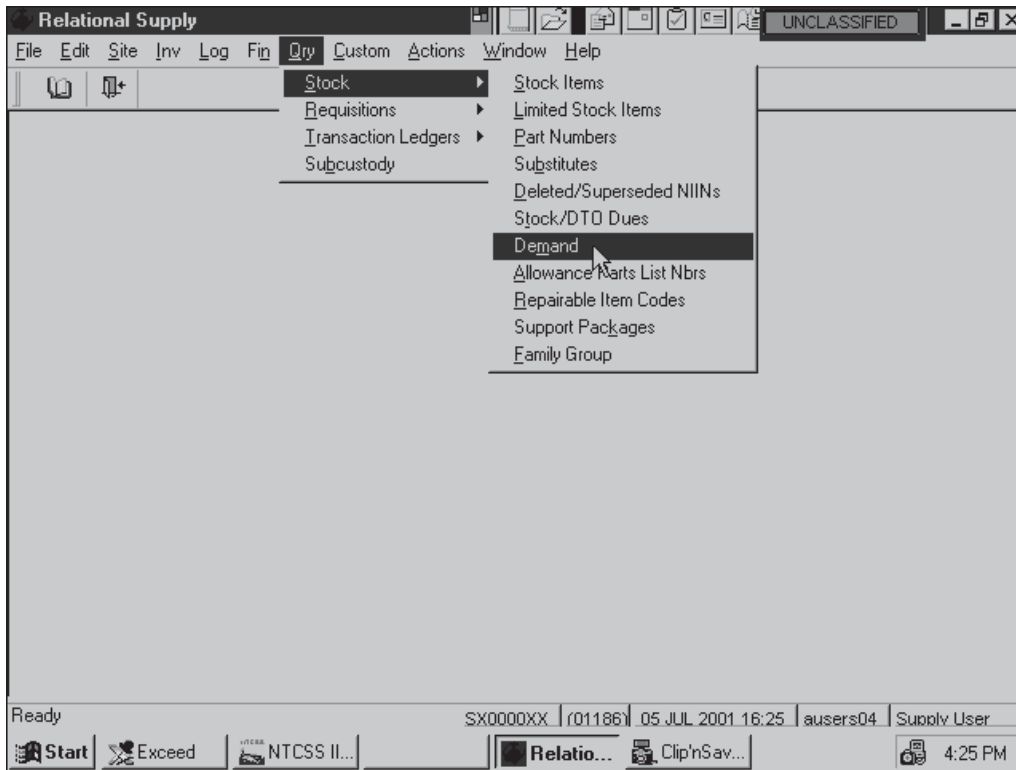 Relational Supply
UNCLASSIFIED
File Edit Site Inv Log Fin Qry Custom Actions Window Help
Stock
Requisitions
Transaction Ledgers
Subcustody
Stock Items
Limited Stock Items
Part Numbers
Substitutes
Deleted/Superseded NIINs
Stock/DTO Dues
Demand
Allowance Parts List Nbrs
Repairable Item Codes
Support Packages
Family Group
Ready SX0000XX (01186) 05 JUL 2001 16:25 ausers04 Supply User
Start Exceed NTCSS II... Relatio... Clip'nSav... 4:25 PM